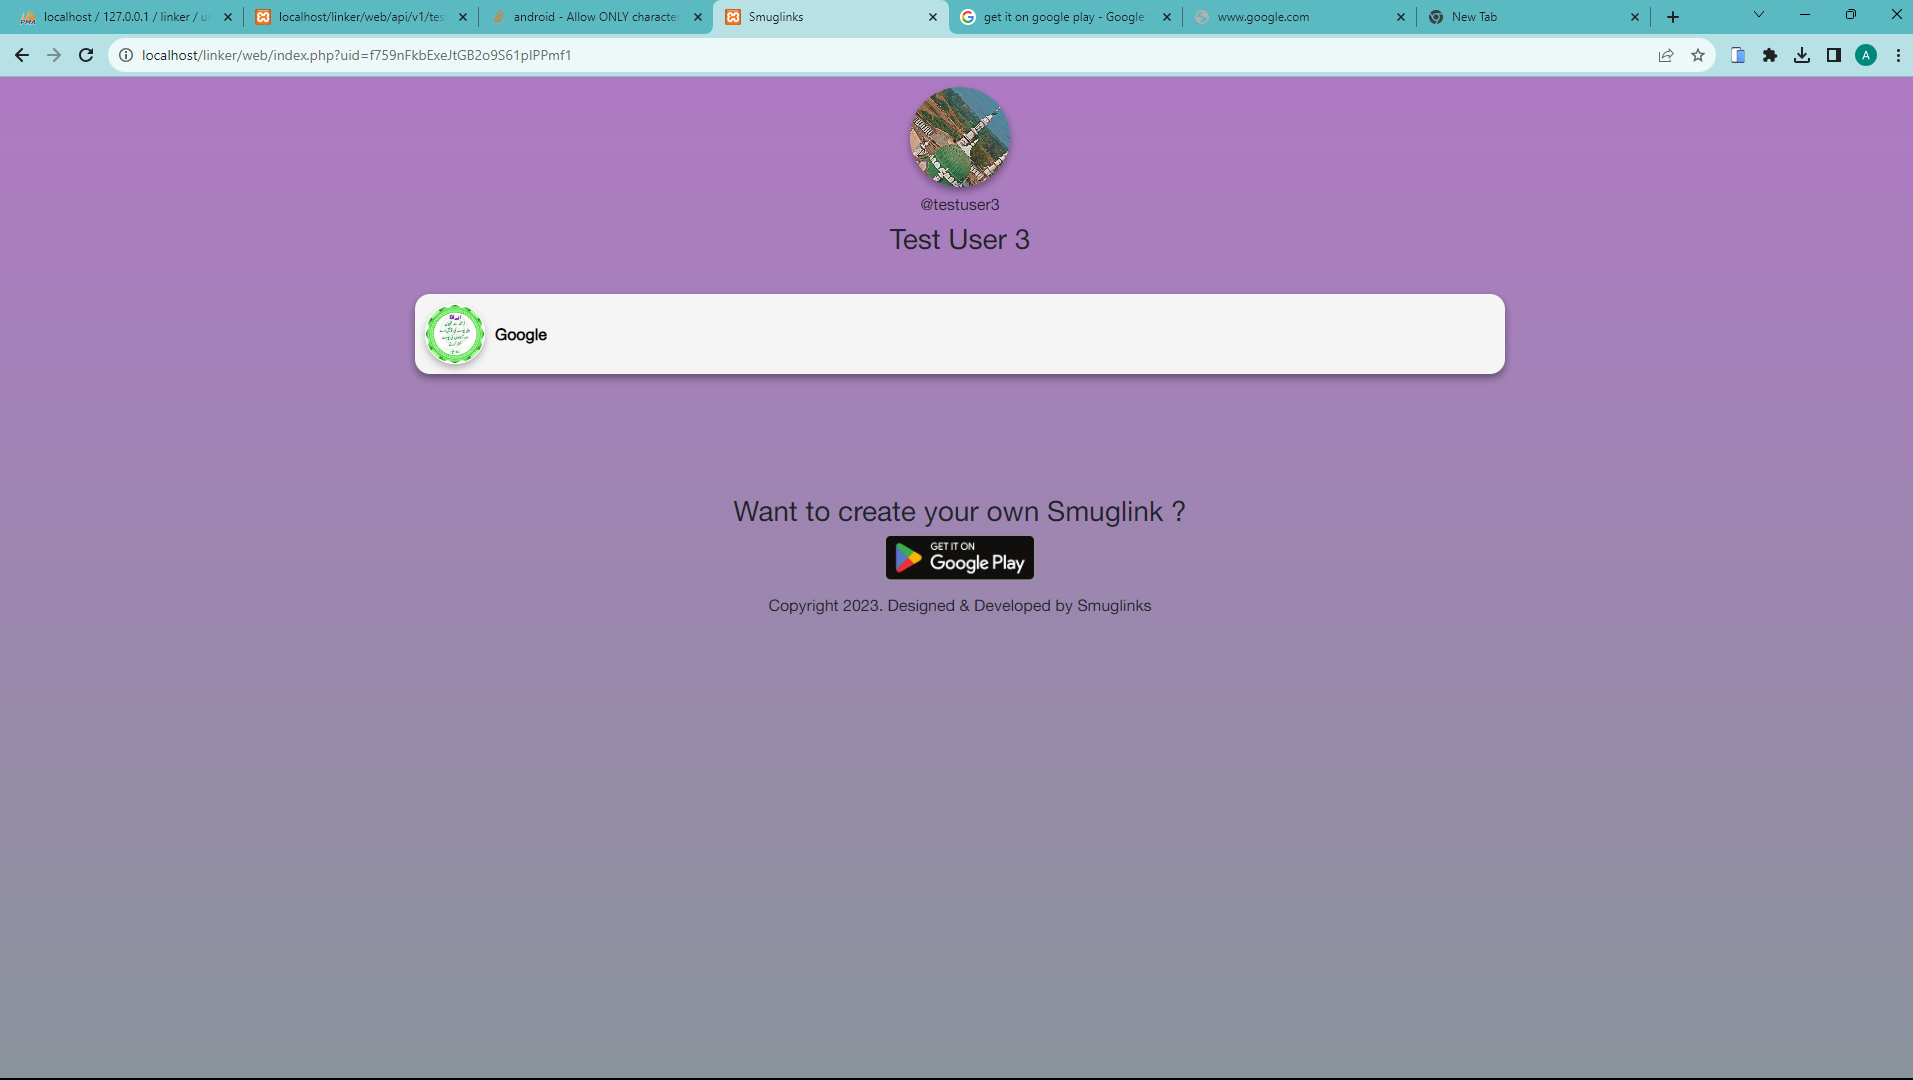 localhost / 127.0.0.1 / linker / us
localhost/linker/web/api/v1/tes
android - Allow ONLY character
Smuglinks
get it on google play - Google
www.google.com
New Tab
localhost/linker/web/index.php?uid=f759nFkbExeJtGB2o9S61pIPPmf1
A
@testuser3
Test User 3
Google
Want to create your own Smuglink ?
GET IT ON
Google Play
Copyright 2023. Designed & Developed by Smuglinks